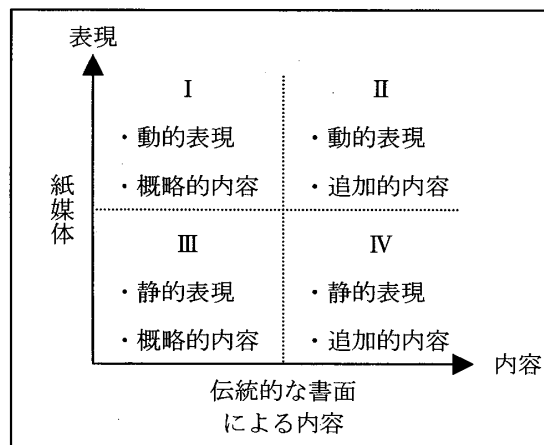 表現
Ⅰ
・動的表現
・概略的内容
Ⅱ
・動的表現
・追加的内容
紙媒体
Ⅲ
・静的表現
・概略的内容
Ⅳ
・静的表現
・追加的内容
内容
伝統的な書面
による内容